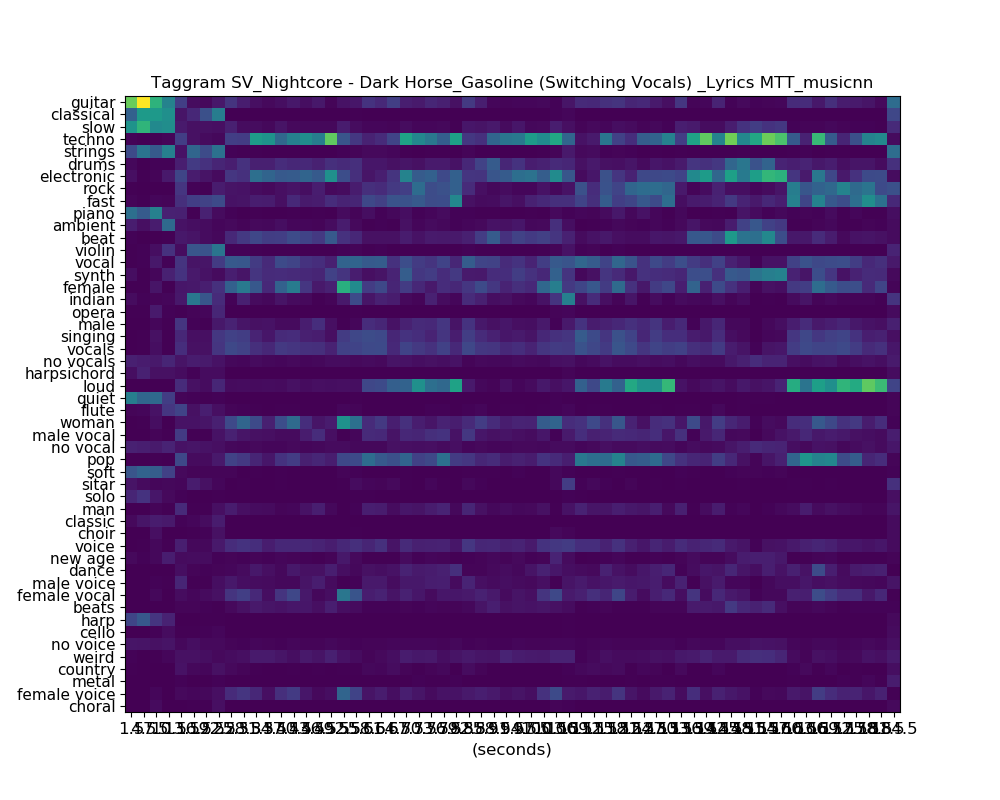 Taggram SV_Nightcore - Dark Horse_Gasoline (Switching Vocals) _Lyrics MTT_musicnn
guitar
classical
slow
techno
strings
drums
electronic
rock
fast
piano
ambient
beat
violin
vocal
synth
female
indian
opera
male
singing
vocals
no vocals
harpsichord
loud
quiet
flute
woman
male vocal
no vocal
pop
soft
sitar
solo
man
classic
choir
voice
new age
dance
male voice
female vocal
beats
harp
cello
no voice
weird
country
metal
female voice
choral
(seconds)